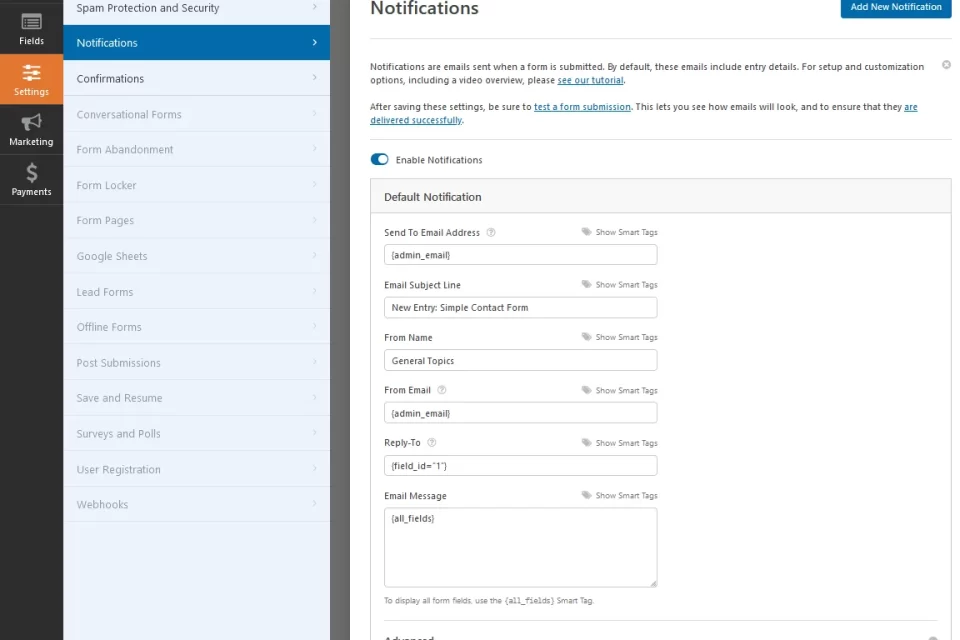 Fields
Settings
Marketing
Payments
Spam Protection and Security
Notifications
Confirmations
Conversational Forms
Form Abandonment
Form Locker
Form Pages
Google Sheets
Lead Forms
Offline Forms
Post Submissions
Save and Resume
Surveys and Polls
User Registration
Webhooks
Notifications
Add New Notification
Notifications are emails sent when a form is submitted. By default, these emails include entry details. For setup and customization
options, including a video overview, please see our tutorial.
After saving these settings, be sure to test a form submission. This lets you see how emails will look, and to ensure that they are
delivered successfully.
Enable Notifications
Default Notification
Send To Email Address
Show Smart Tags
{admin_email}
Email Subject Line
Show Smart Tags
New Entry: Simple Contact Form
From Name
Show Smart Tags
General Topics
From Email
Show Smart Tags
{admin_email}
Reply-To
Show Smart Tags
{field_id="1"}
Email Message
Show Smart Tags
{all_fields}
To display all form fields, use the {all_fields} Smart Tag.
Advanced